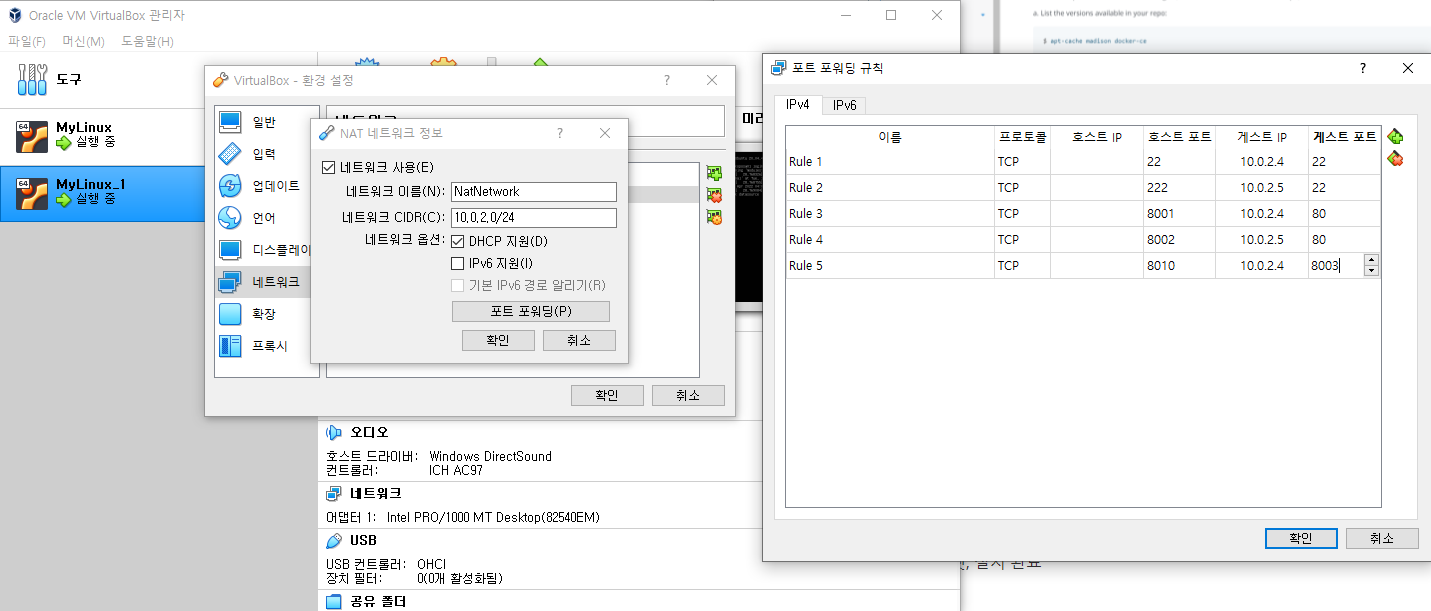 Oracle VM VirtualBox 관리자
파일(F) 머신(M) 도움말(H)
도구
MyLinux
실행 중
MyLinux_1
실행 중
VirtualBox - 환경 설정
일반
입력
업데이트
언어
디스플레이
네트워크
확장
프록시
확인 취소
NAT 네트워크 정보
네트워크 사용(E)
네트워크 이름(N): NatNetwork
네트워크 CIDR(C): 10,0,2,0/24
네트워크 옵션: DHCP 지원(D)
IPv6 지원(I)
기본 IPv6 경로 알리기(R)
포트 포워딩(P)
확인 취소
오디오
호스트 드라이버: Windows DirectSound
컨트롤러: ICH AC97
네트워크
어댑터 1: Intel PRO/1000 MT Desktop(82540EM)
USB
USB 컨트롤러: OHCI
장치 필터: 0(0개 활성화됨)
공유 폴더
a. List the versions available in your repo:
$ apt-cache madison docker-ce
포트 포워딩 규칙
IPv4 IPv6
이름 프로토콜 호스트 IP 호스트 포트 게스트 IP 게스트 포트
Rule 1 TCP 22 10.0.2.4 22
Rule 2 TCP 222 10.0.2.5 22
Rule 3 TCP 8001 10.0.2.4 80
Rule 4 TCP 8002 10.0.2.5 80
Rule 5 TCP 8010 10.0.2.4 8003
확인 취소